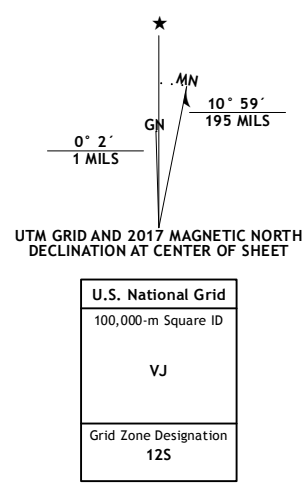 MN
10° 59´
195 MILS
GN
0° 2´
1 MILS
UTM GRID AND 2017 MAGNETIC NORTH
DECLINATION AT CENTER OF SHEET
U.S. National Grid
100,000-m Square ID
VJ
Grid Zone Designation
12S